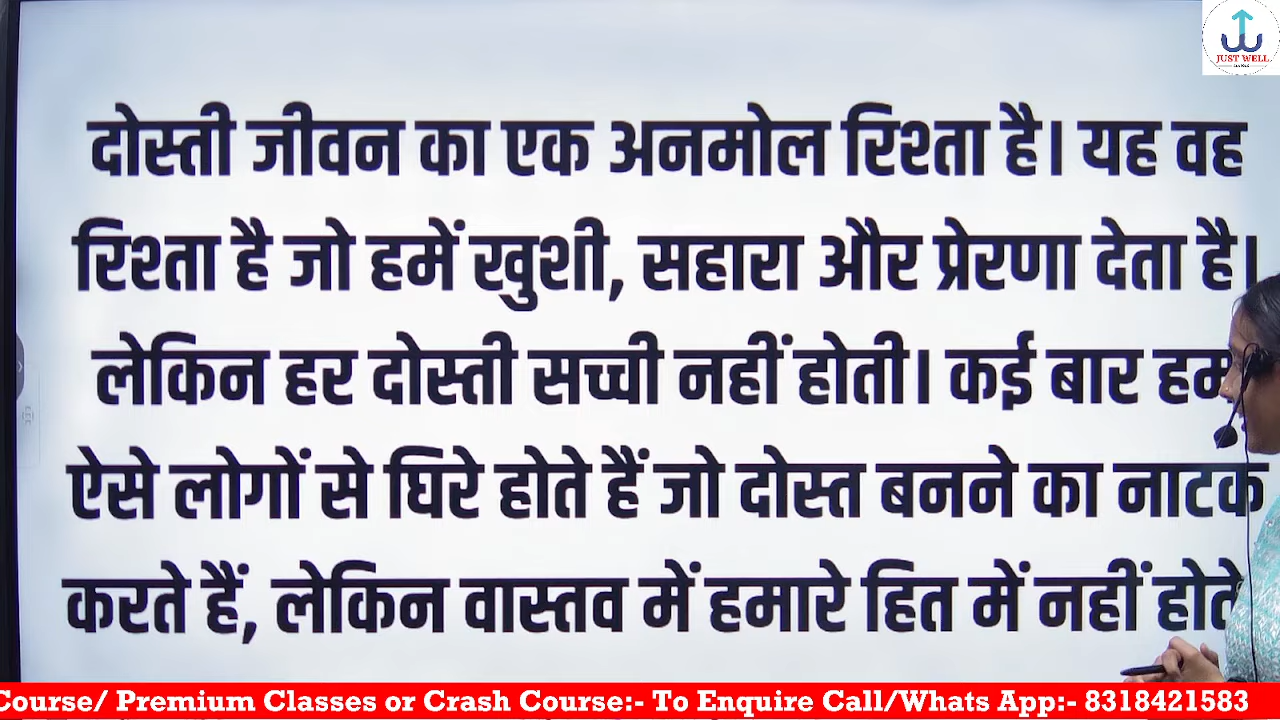 JUST WELL
दोस्ती जीवन का एक अनमोल रिश्ता है। यह वह
रिश्ता है जो हमें खुशी, सहारा और प्रेरणा देता है।
लेकिन हर दोस्ती सच्ची नहीं होती। कई बार हम
ऐसे लोगों से घिरे होते हैं जो दोस्त बनने का नाटक
करते हैं, लेकिन वास्तव में हमारे हित में नहीं होते
Course/ Premium Classes or Crash Course:- To Enquire Call/Whats App:- 8318421583